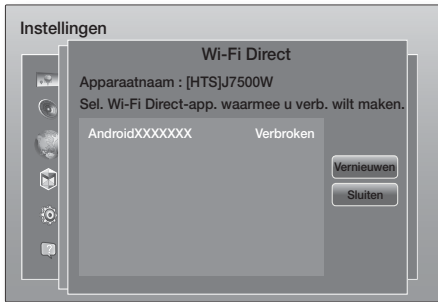 Instellingen
Wi-Fi Direct
Apparaatnaam : [HTS]J7500W
Sel. Wi-Fi Direct-app. waarmee u verb. wilt maken.
AndroidXXXXXXX Verbroken
Vernieuwen
Sluiten
?